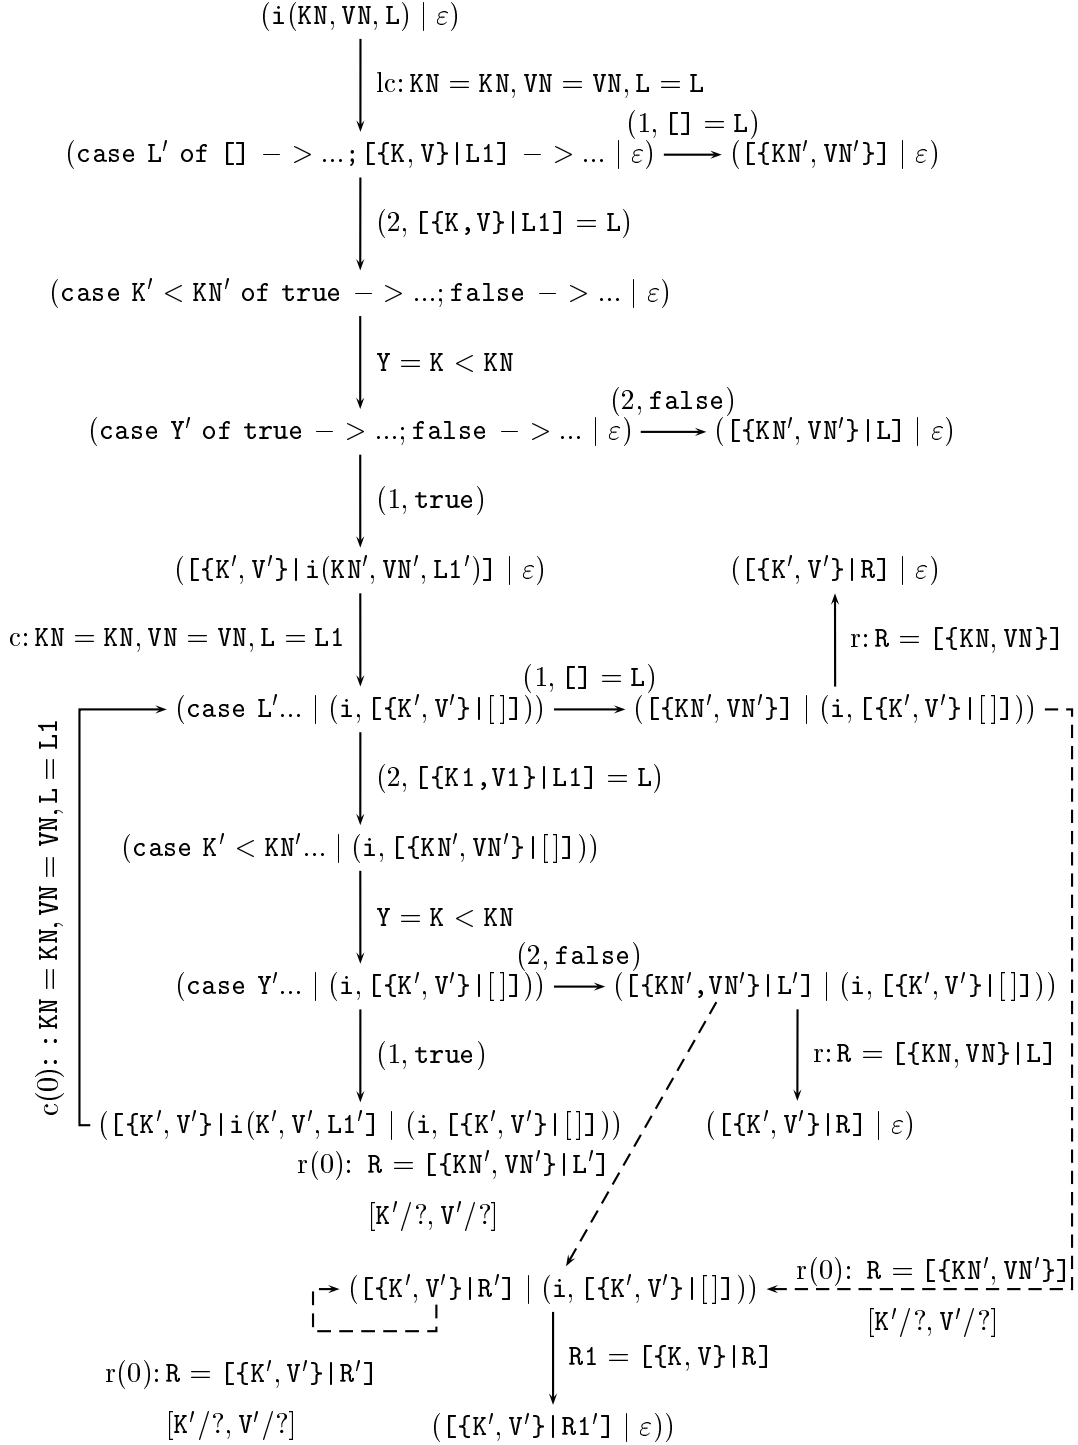 (i(KN, VN, L) | ε)
lc: KN = KN, VN = VN, L = L
(1, [] = L)
(case L′ of [] − > ...; [{K, V}|L1] − > ... | ε)
([{KN′, VN′}] | ε)
(2, [{K,V}|L1] = L)
(case K′ < KN′ of true − > ...; false − > ... | ε)
Y = K < KN
(2, false)
(case Y′ of true − > ...; false − > ... | ε)
([{KN′, VN′}|L] | ε)
(1, true)
([{K′, V′}|i(KN′, VN′, L1′)] | ε)
([{K′, V′}|R] | ε)
c: KN = KN, VN = VN, L = L1
r: R = [{KN, VN}]
(1, [] = L)
(case L′... | (i, [{K′, V′}|[]]))
([{KN′, VN′}] | (i, [{K′, V′}|[]]))
c(0): : KN = KN, VN = VN, L = L1
(2, [{K1,V1}|L1] = L)
(case K′ < KN′... | (i, [{KN′, VN′}|[]]))
Y = K < KN
(2, false)
(case Y′... | (i, [{K′, V′}|[]]))
([{KN′,VN′}|L′] | (i, [{K′, V′}|[]]))
(1, true)
r: R = [{KN, VN}|L]
([{K′, V′}|i(K′, V′, L1′] | (i, [{K′, V′}|[]]))
([{K′, V′}|R] | ε)
r(0): R = [{KN′, VN′}|L′]
[K′/?, V′/?]
r(0): R = [{KN′, VN′}]
([{K′, V′}|R′] | (i, [{K′, V′}|[]]))
[K′/?, V′/?]
R1 = [{K, V}|R]
r(0): R = [{K′, V′}|R′]
[K′/?, V′/?]
([{K′, V′}|R1′] | ε))